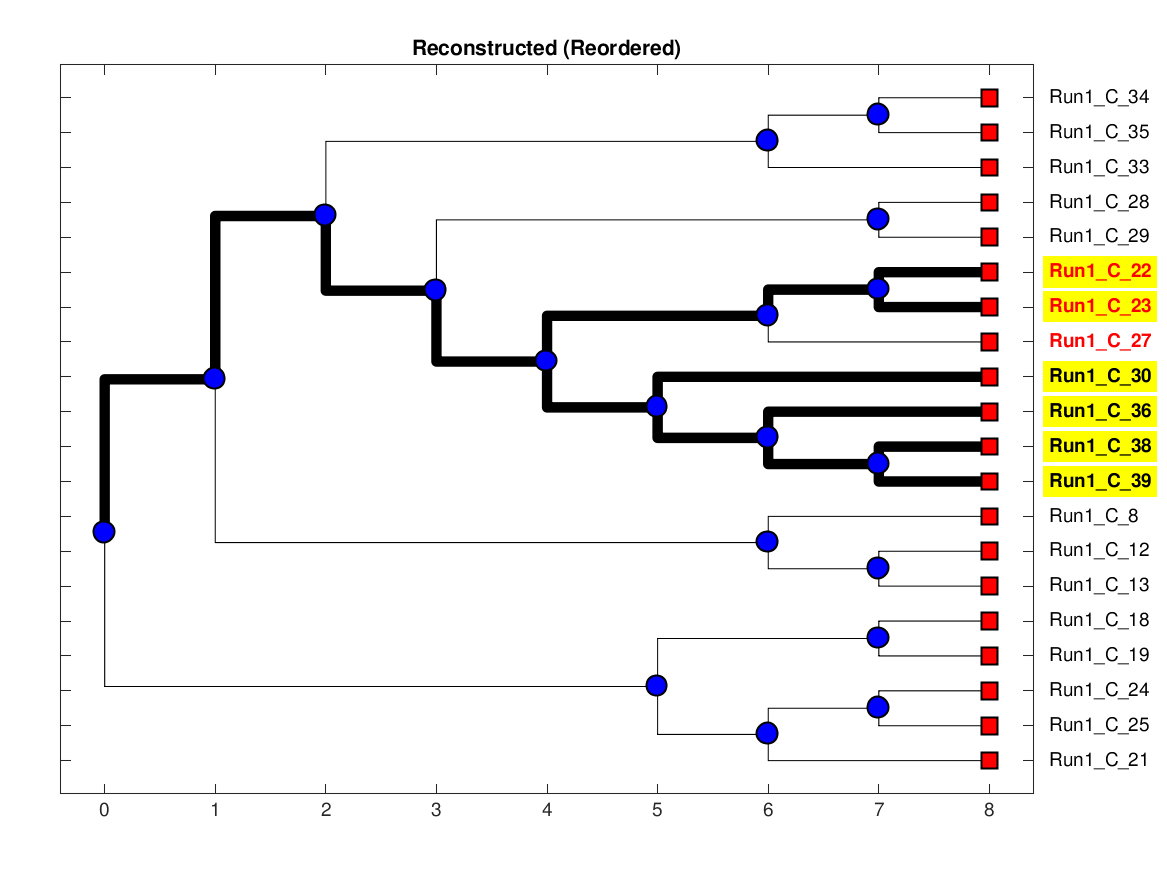 Reconstructed (Reordered)
Run1_C_34
Run1_C_35
Run1_C_33
Run1_C_28
Run1_C_29
Run1_C_22
Run1_C_23
Run1_C_27
Run1_C_30
Run1_C_36
Run1_C_38
Run1_C_39
Run1_C_8
Run1_C_12
Run1_C_13
Run1_C_18
Run1_C_19
Run1_C_24
Run1_C_25
Run1_C_21
0 1 2 3 4 5 6 7 8